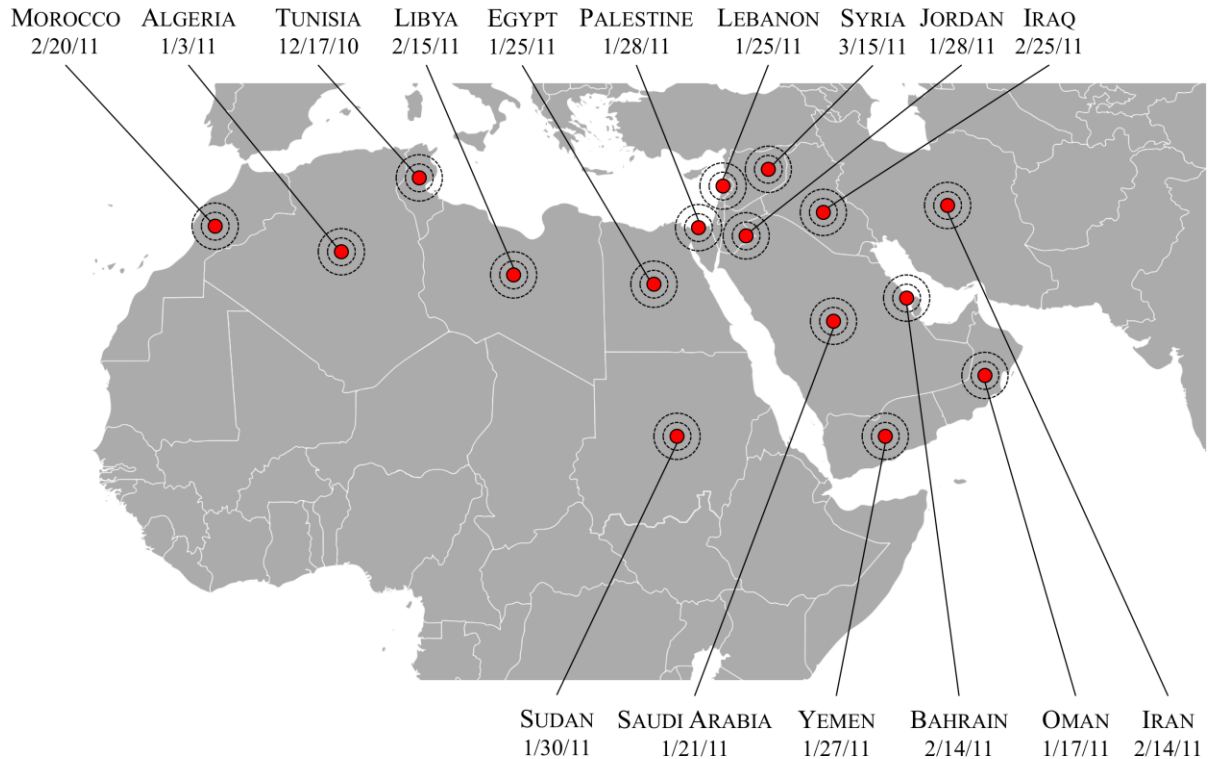 MOROCCO
2/20/11
ALGERIA
1/3/11
TUNISIA
12/17/10
LIBYA
2/15/11
EGYPT
1/25/11
PALESTINE
1/28/11
LEBANON
1/25/11
SYRIA
3/15/11
JORDAN
1/28/11
IRAQ
2/25/11
SUDAN
1/30/11
SAUDI ARABIA
1/21/11
YEMEN
1/27/11
BAHRAIN
2/14/11
OMAN
1/17/11
IRAN
2/14/11